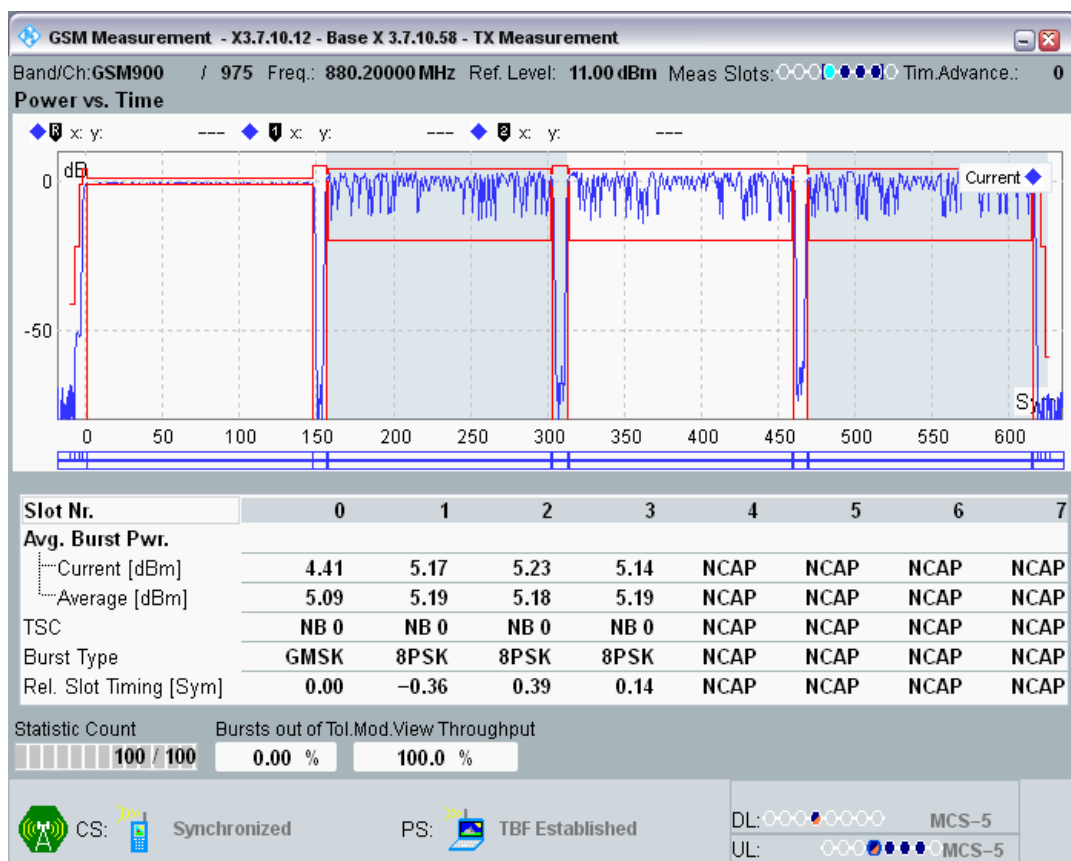 GSM Measurement - X3.7.10.12 - Base X 3.7.10.58 - TX Measurement
Band/Ch:GSM900 / 975 Freq.: 880.20000 MHz Ref. Level: 11.00 dBm Meas Slots: Tim.Advance.: 0
Power vs. Time
R x: y: --- 1 x: y: --- 2 x: y: ---
dB
Current
0
-50
0 50 100 150 200 250 300 350 400 450 500 550 600
Slot Nr. 0 1 2 3 4 5 6 7
Avg. Burst Pwr.
Current [dBm] 4.41 5.17 5.23 5.14 NCAP NCAP NCAP NCAP
Average [dBm] 5.09 5.19 5.18 5.19 NCAP NCAP NCAP NCAP
TSC NB 0 NB 0 NB 0 NB 0 NCAP NCAP NCAP NCAP
Burst Type GMSK 8PSK 8PSK 8PSK NCAP NCAP NCAP NCAP
Rel. Slot Timing [Sym] 0.00 −0.36 0.39 0.14 NCAP NCAP NCAP NCAP
Statistic Count Bursts out of Tol.Mod.View Throughput
100 / 100 0.00 % 100.0 %
CS: Synchronized PS: TBF Established
DL: MCS−5
UL: MCS−5